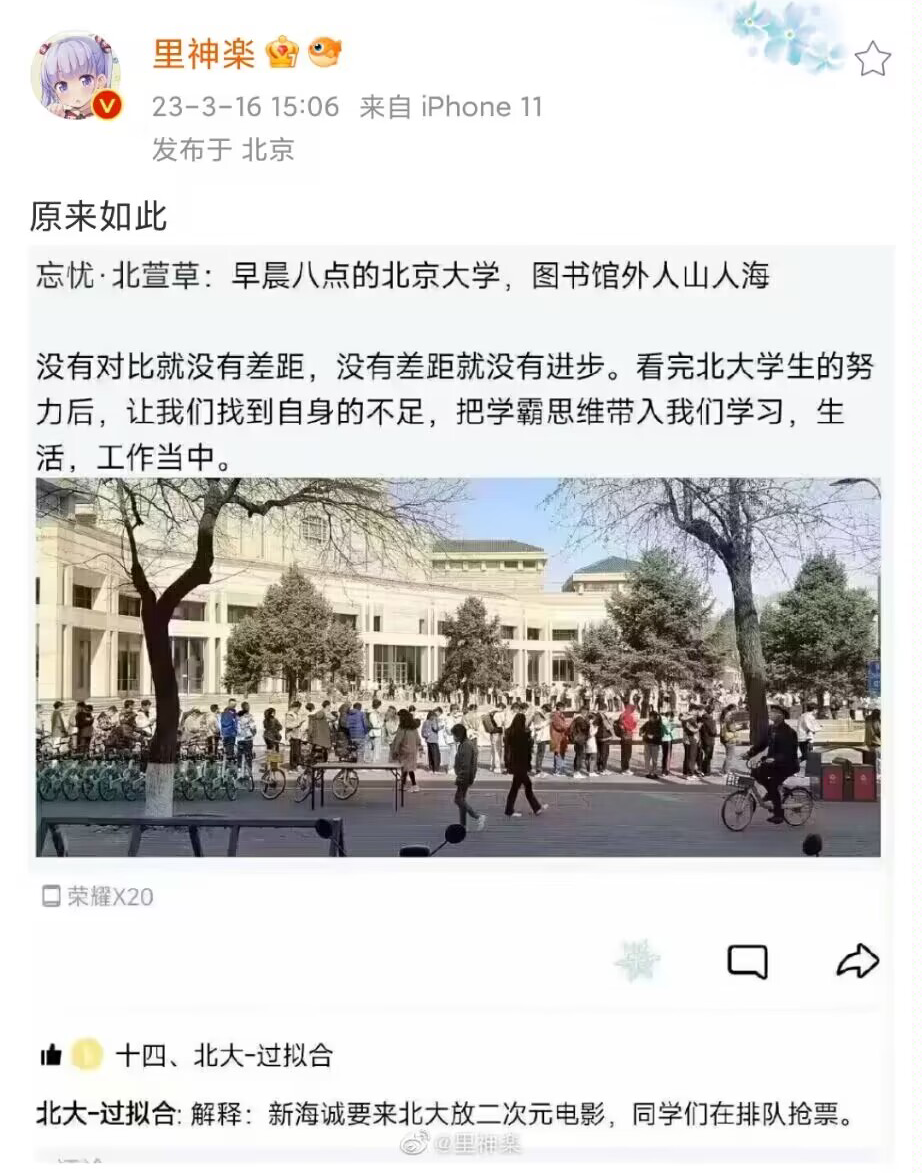 里神楽
23-3-16 15:06 来自 iPhone 11
发布于 北京
原来如此
忘忧·北萱草：早晨八点的北京大学，图书馆外人山人海
没有对比就没有差距，没有差距就没有进步。看完北大学生的努
力后，让我们找到自身的不足，把学霸思维带入我们学习，生
活，工作当中。
荣耀X20
十四、北大-过拟合
北大-过拟合: 解释：新海诚要来北大放二次元电影，同学们在排队抢票。
@里神楽